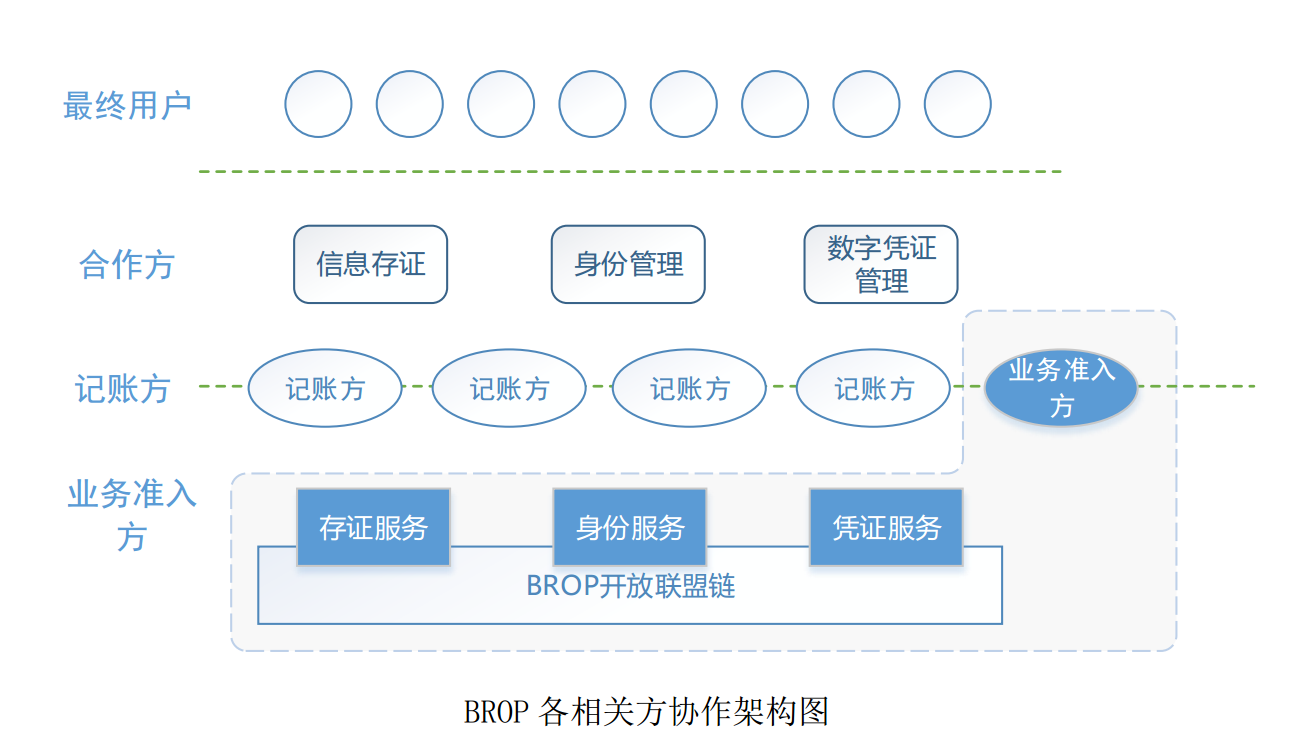 最终用户
合作方
信息存证
身份管理
数字凭证
管理
记账方
记账方
记账方
记账方
记账方
业务准入
方
业务准入
方
存证服务
身份服务
凭证服务
BROP开放联盟链
BROP 各相关方协作架构图